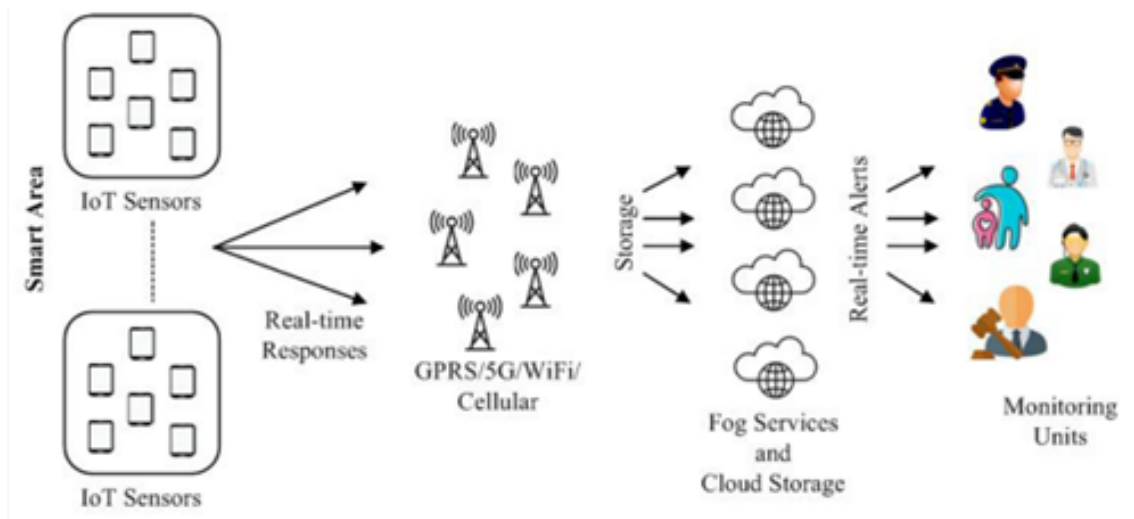 Smart Area
IoT Sensors
IoT Sensors
Real-time
Responses
GPRS/5G/WiFi/
Cellular
Storage
Fog Services
and
Cloud Storage
Real-time Alerts
Monitoring
Units